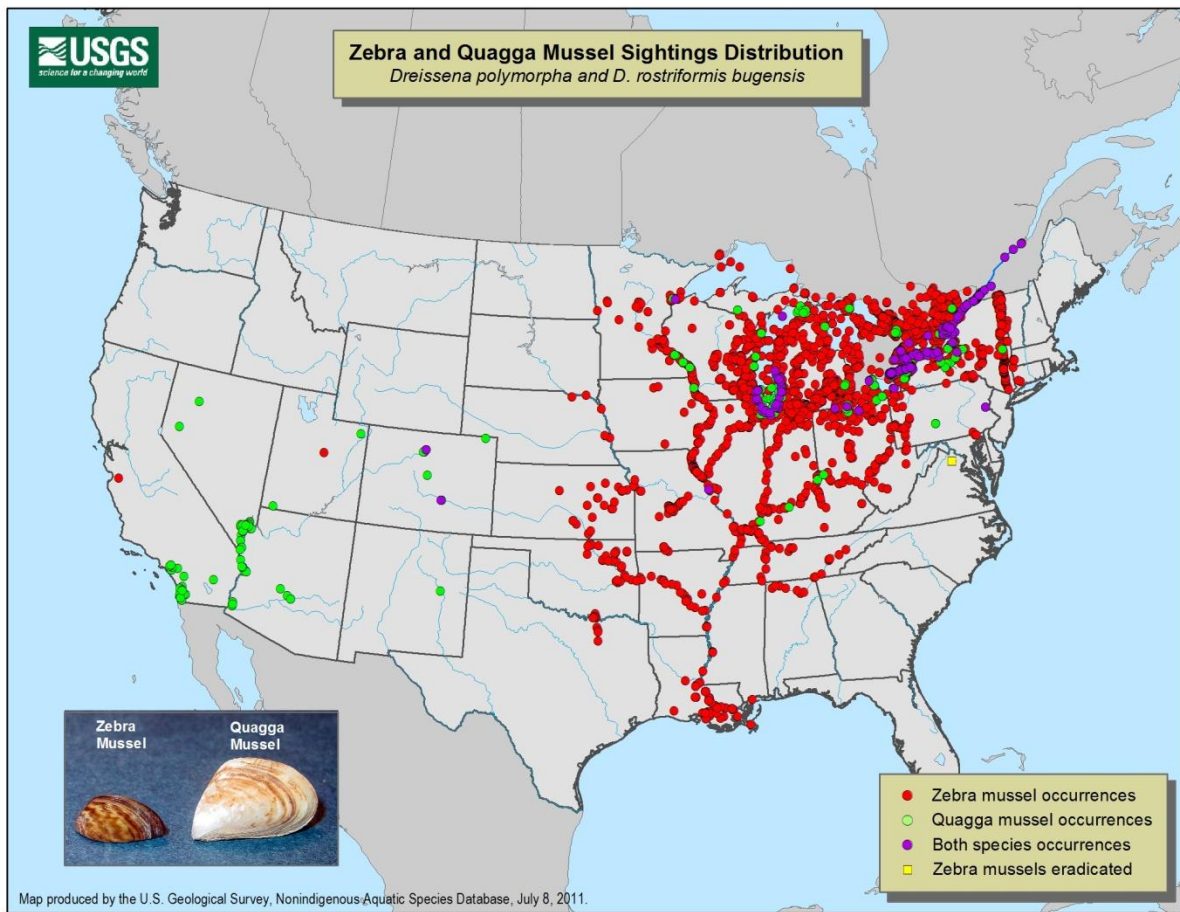 USGS
science for a changing world
Zebra and Quagga Mussel Sightings Distribution
Dreissena polymorpha and D. rostriformis bugensis
Zebra
Mussel
Quagga
Mussel
Zebra mussel occurrences
Quagga mussel occurrences
Both species occurrences
Zebra mussels eradicated
Map produced by the U.S. Geological Survey, Nonindigenous Aquatic Species Database, July 8, 2011.